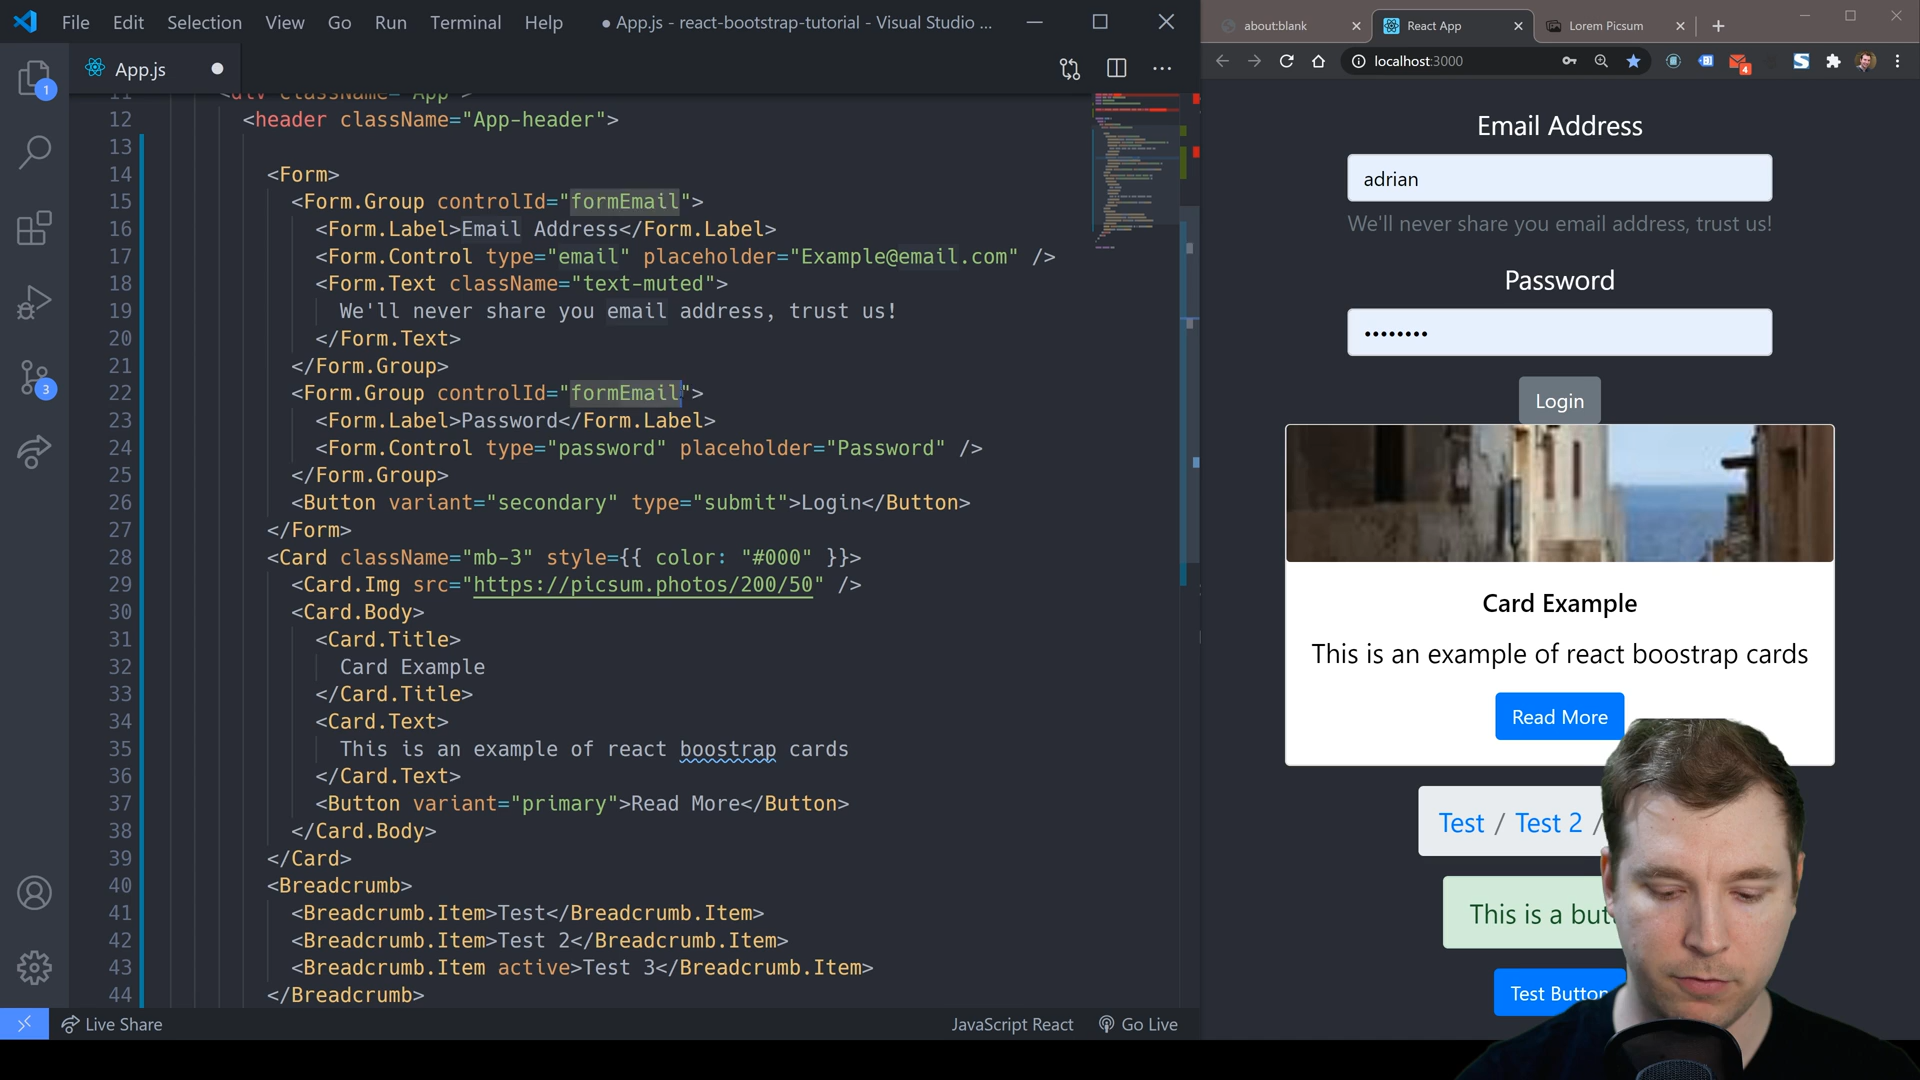 File Edit Selection View Go Run Terminal Help ● App.js - react-bootstrap-tutorial - Visual Studio ...
App.js
1
3
11 <div className="App">
12 <header className="App-header">
13
14 <Form>
15 <Form.Group controlId="formEmail">
16 <Form.Label>Email Address</Form.Label>
17 <Form.Control type="email" placeholder="Example@email.com" />
18 <Form.Text className="text-muted">
19 We'll never share you email address, trust us!
20 </Form.Text>
21 </Form.Group>
22 <Form.Group controlId="formEmail">
23 <Form.Label>Password</Form.Label>
24 <Form.Control type="password" placeholder="Password" />
25 </Form.Group>
26 <Button variant="secondary" type="submit">Login</Button>
27 </Form>
28 <Card className="mb-3" style={{ color: "#000" }}>
29 <Card.Img src="https://picsum.photos/200/50" />
30 <Card.Body>
31 <Card.Title>
32 Card Example
33 </Card.Title>
34 <Card.Text>
35 This is an example of react boostrap cards
36 </Card.Text>
37 <Button variant="primary">Read More</Button>
38 </Card.Body>
39 </Card>
40 <Breadcrumb>
41 <Breadcrumb.Item>Test</Breadcrumb.Item>
42 <Breadcrumb.Item>Test 2</Breadcrumb.Item>
43 <Breadcrumb.Item active>Test 3</Breadcrumb.Item>
44 </Breadcrumb>
Live Share JavaScript React Go Live
about:blank React App Lorem Picsum
localhost:3000
4
Email Address
adrian
We'll never share you email address, trust us!
Password
••••••••
Login
Card Example
This is an example of react boostrap cards
Read More
Test / Test 2 /
This is a but
Test Button